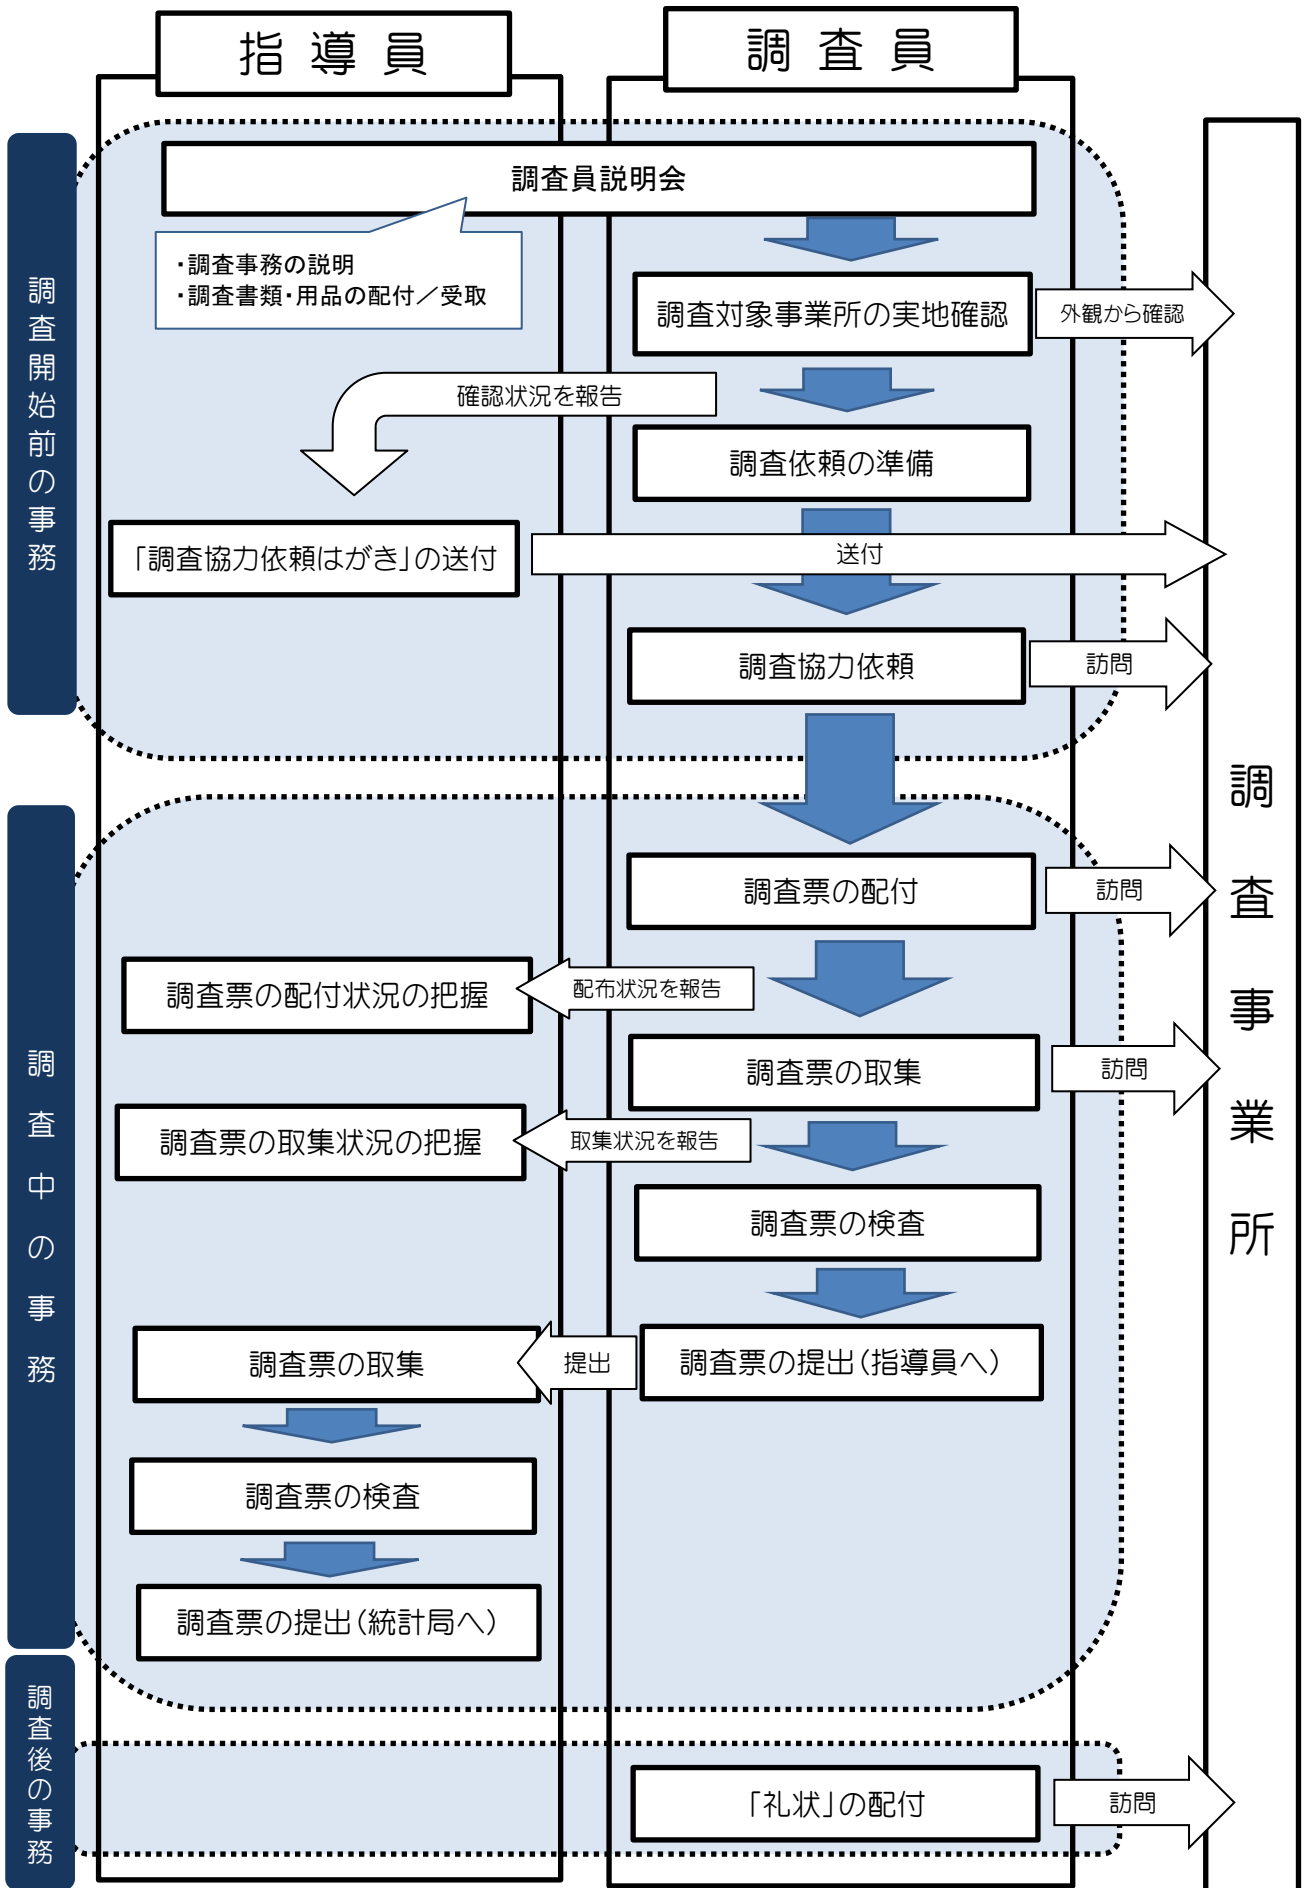 指導員
調査員
調査開始前の事務
調査員説明会
・調査事務の説明
・調査書類・用品の配付／受取
調査対象事業所の実地確認
外観から確認
確認状況を報告
調査依頼の準備
「調査協力依頼はがき」の送付
送付
調査協力依頼
訪問
調査事業所
調査中の事務
調査票の配付
訪問
調査票の配付状況の把握
配布状況を報告
調査票の取集
訪問
調査票の取集状況の把握
取集状況を報告
調査票の検査
調査票の取集
提出
調査票の提出（指導員へ）
調査票の検査
調査票の提出（統計局へ）
調査後の事務
「礼状」の配付
訪問